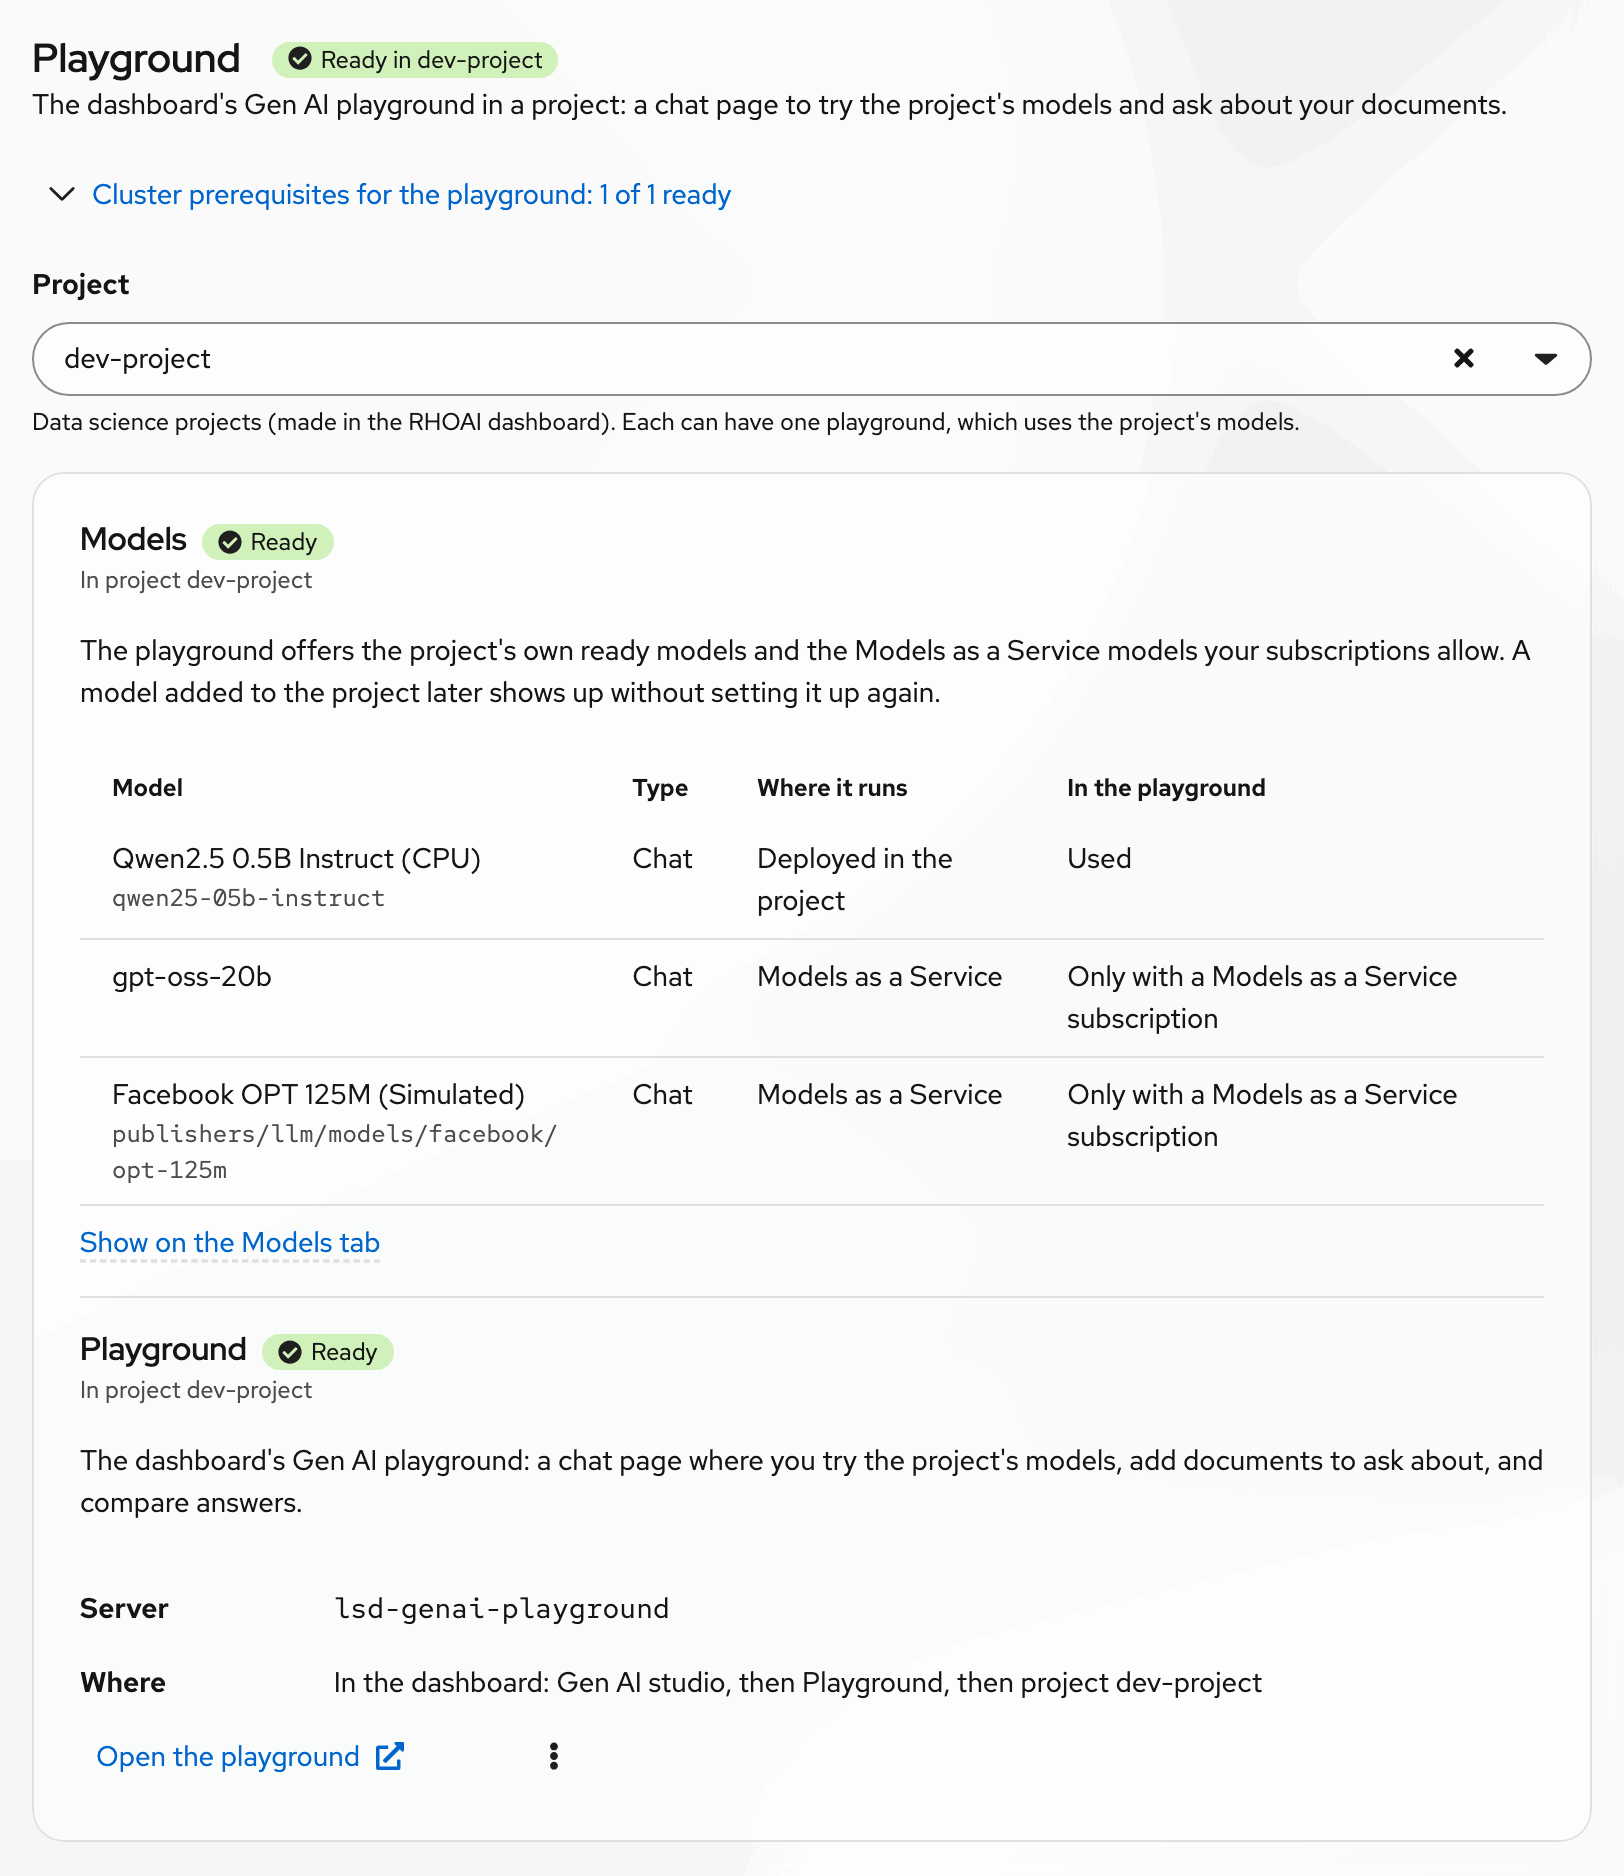 Playground
Ready in dev-project
The dashboard's Gen AI playground in a project: a chat page to try the project's models and ask about your documents.
Cluster prerequisites for the playground: 1 of 1 ready
Project
dev-project
Data science projects (made in the RHOAI dashboard). Each can have one playground, which uses the project's models.
Models
Ready
In project dev-project
The playground offers the project's own ready models and the Models as a Service models your subscriptions allow. A
model added to the project later shows up without setting it up again.
Model Type Where it runs In the playground
Qwen2.5 0.5B Instruct (CPU) Chat Deployed in the Used
qwen25-05b-instruct project
gpt-oss-20b Chat Models as a Service Only with a Models as a Service
subscription
Facebook OPT 125M (Simulated) Chat Models as a Service Only with a Models as a Service
publishers/llm/models/facebook/ subscription
opt-125m
Show on the Models tab
Playground
Ready
In project dev-project
The dashboard's Gen AI playground: a chat page where you try the project's models, add documents to ask about, and
compare answers.
Server lsd-genai-playground
Where In the dashboard: Gen AI studio, then Playground, then project dev-project
Open the playground